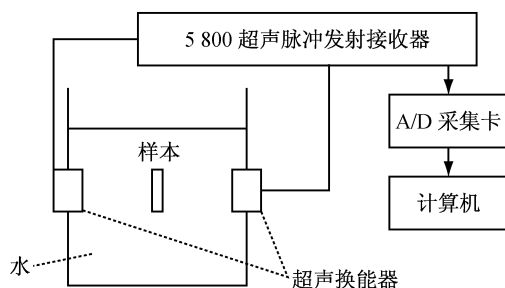 5 800 超声脉冲发射接收器
A/D 采集卡
样本
计算机
水
超声换能器